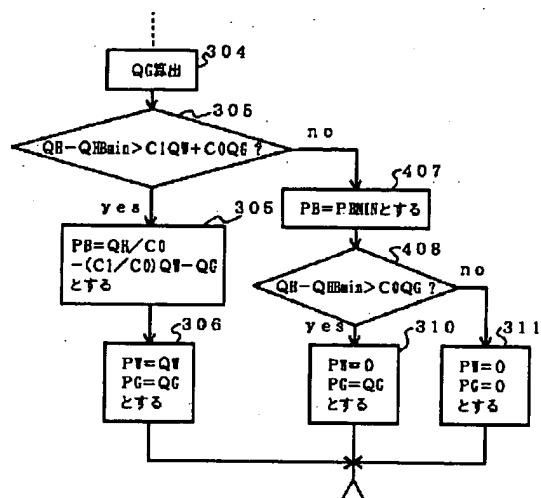 304
QG算出
305
QH−QHBmin>C1QW+C0QG?
no
yes
407
PB=PBMINとする
305
PB=QH/C0
−(C1/C0)QW−QG
とする
408
QH−QHBmin>C0QG?
no
yes
306
PW=QW
PG=QG
とする
310
PW=0
PG=QG
とする
311
PW=0
PG=0
とする